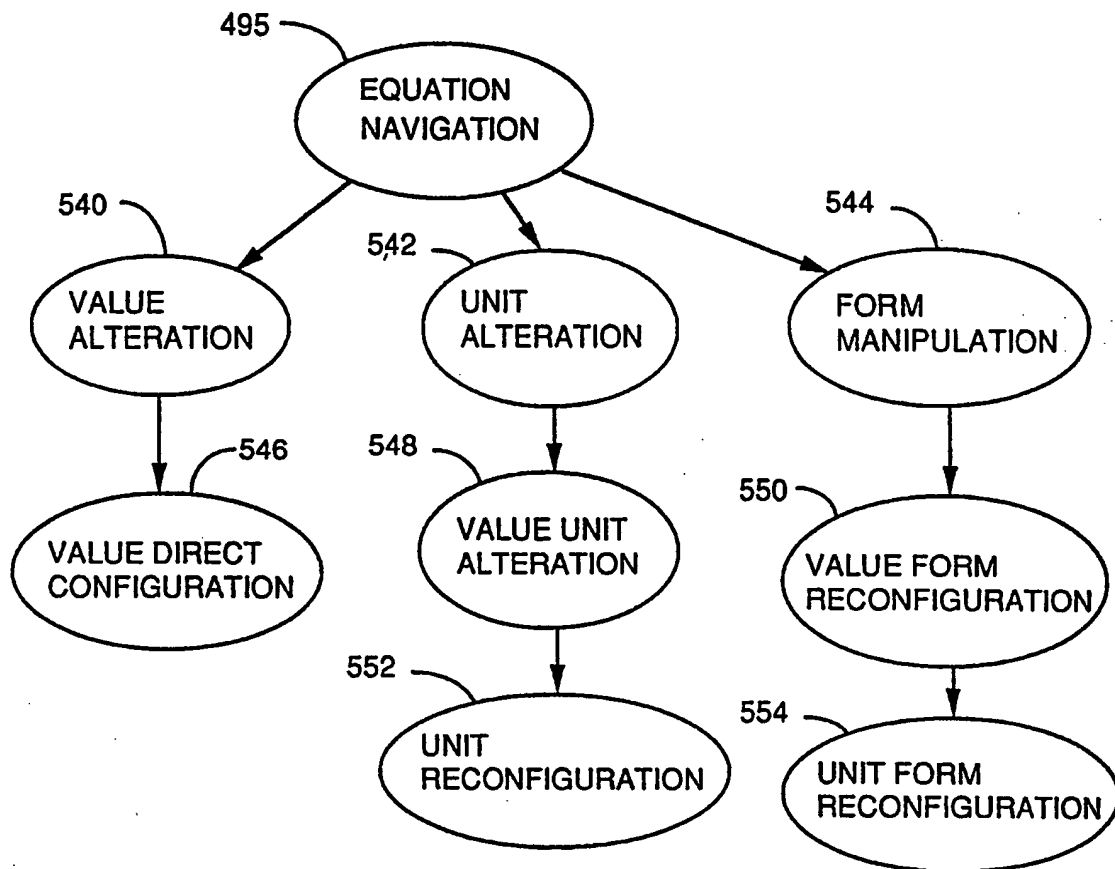 495
EQUATION
NAVIGATION
540
542
544
VALUE
ALTERATION
UNIT
ALTERATION
FORM
MANIPULATION
546
548
550
VALUE DIRECT
CONFIGURATION
VALUE UNIT
ALTERATION
VALUE FORM
RECONFIGURATION
552
554
UNIT
RECONFIGURATION
UNIT FORM
RECONFIGURATION